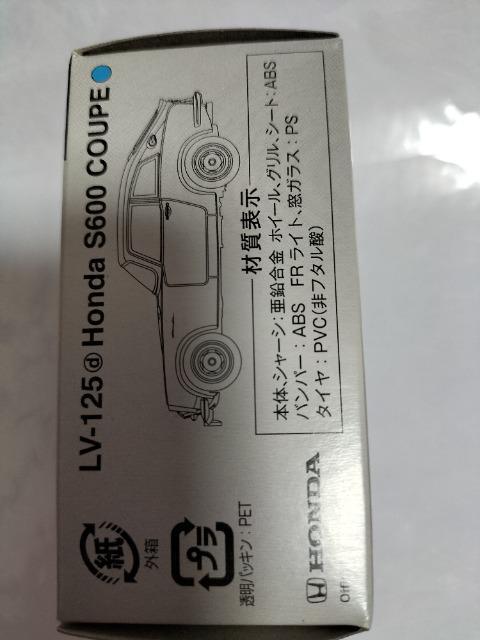 LV-125 ⓓ Honda S600 COUPE
材質表示
本体、シャーシ:亜鉛合金 ホイール、グリル、シート:ABS
バンパー:ABS FRライト、窓ガラス:PS
タイヤ:PVC(非フタル酸)
紙
外箱
プラ
透明パッキン:PET
HONDA